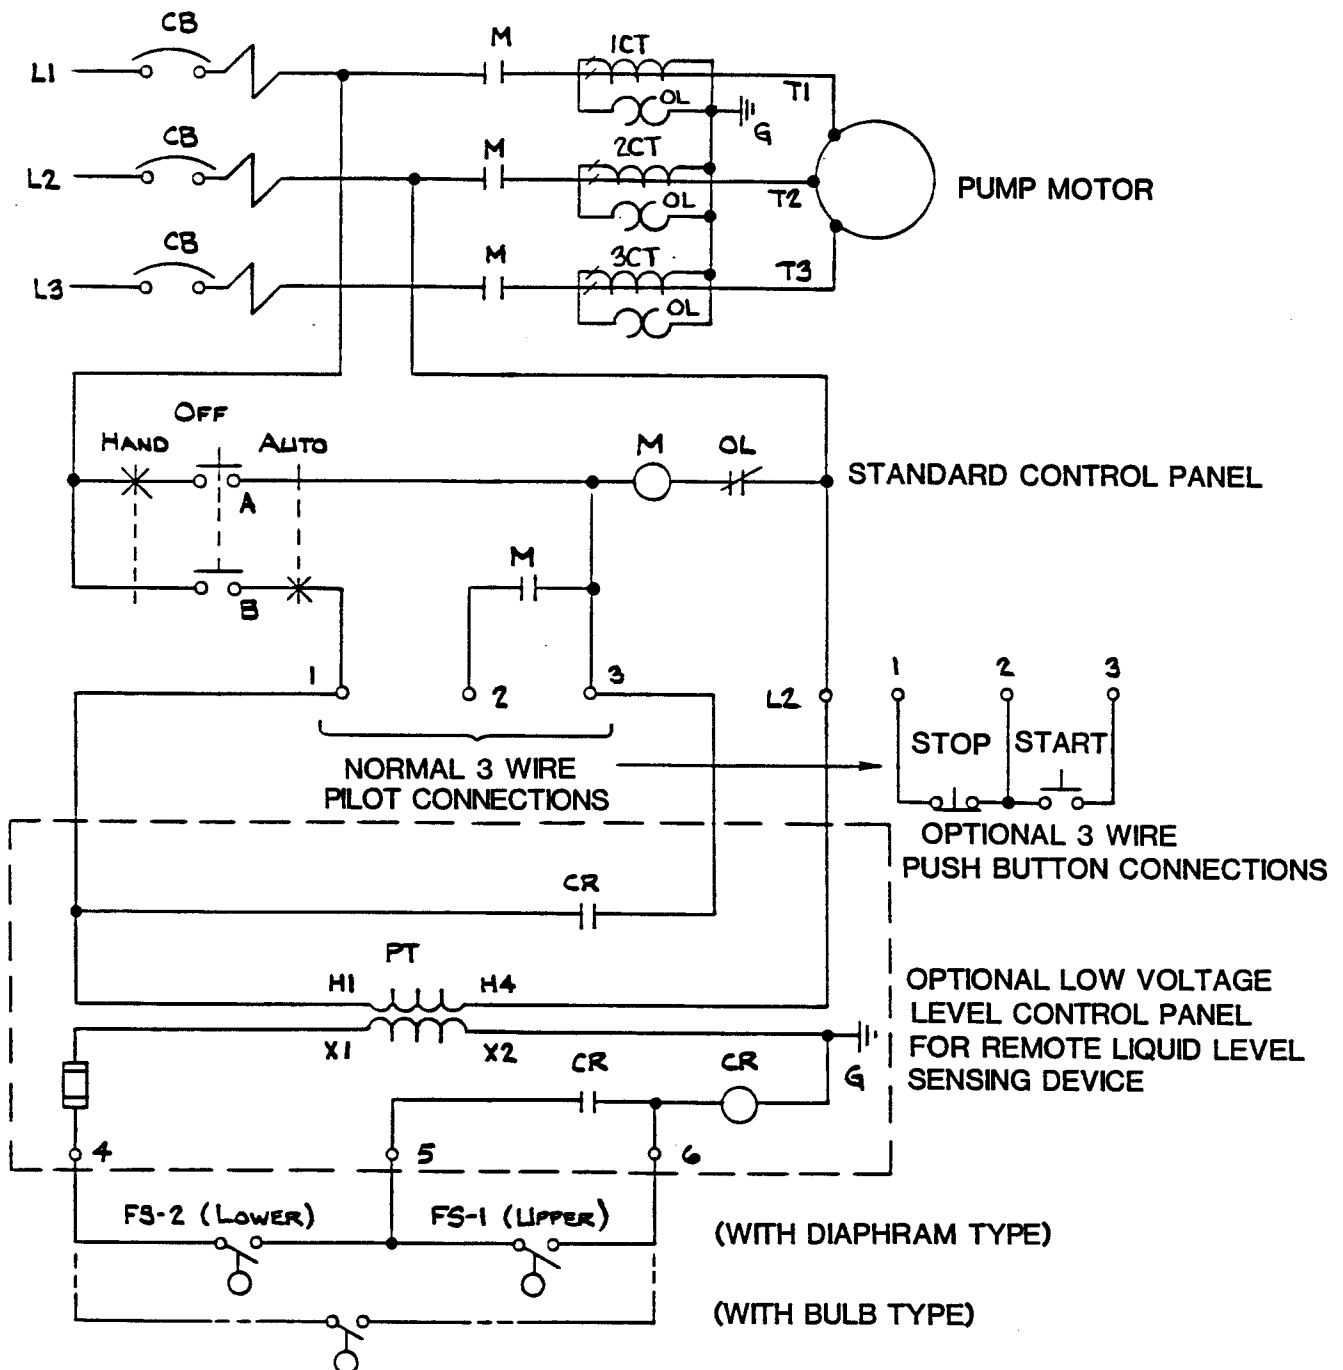 CB
M
1CT
L1
OL
T1
G
CB
M
2CT
L2
OL
T2
PUMP MOTOR
CB
M
3CT
L3
OL
T3
OFF
HAND
AUTO
M
OL
STANDARD CONTROL PANEL
A
M
B
1
2
3
L2
1
2
3
STOP
START
NORMAL 3 WIRE
PILOT CONNECTIONS
OPTIONAL 3 WIRE
PUSH BUTTON CONNECTIONS
CR
PT
H1
H4
X1
X2
OPTIONAL LOW VOLTAGE
LEVEL CONTROL PANEL
FOR REMOTE LIQUID LEVEL
SENSING DEVICE
CR
CR
G
4
5
6
FS-2 (LOWER)
FS-1 (UPPER)
(WITH DIAPHRAM TYPE)
(WITH BULB TYPE)